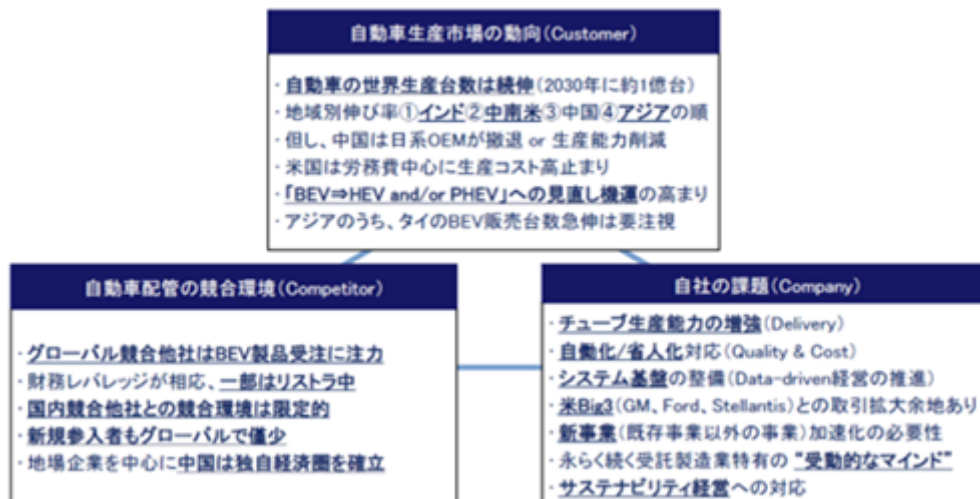 自動車生産市場の動向(Customer)
・自動車の世界生産台数は続伸(2030年に約1億台)
・地域別伸び率①インド②中南米③中国④アジアの順
・但し、中国は日系OEMが撤退 or 生産能力削減
・米国は労務費中心に生産コスト高止まり
・「BEV⇒HEV and/or PHEV」への見直し機運の高まり
・アジアのうち、タイのBEV販売台数急伸は要注視
自動車配管の競合環境(Competitor)
・グローバル競合他社はBEV製品受注に注力
・財務レバレッジが相応、一部はリストラ中
・国内競合他社との競合環境は限定的
・新規参入者もグローバルで僅少
・地場企業を中心に中国は独自経済圏を確立
自社の課題(Company)
・チューブ生産能力の増強(Delivery)
・自働化/省人化対応(Quality & Cost)
・システム基盤の整備(Data-driven経営の推進)
・米Big3(GM、Ford、Stellantis)との取引拡大余地あり
・新事業(既存事業以外の事業)加速化の必要性
・永らく続く受託製造業特有の "受動的なマインド"
・サステナビリティ経営への対応